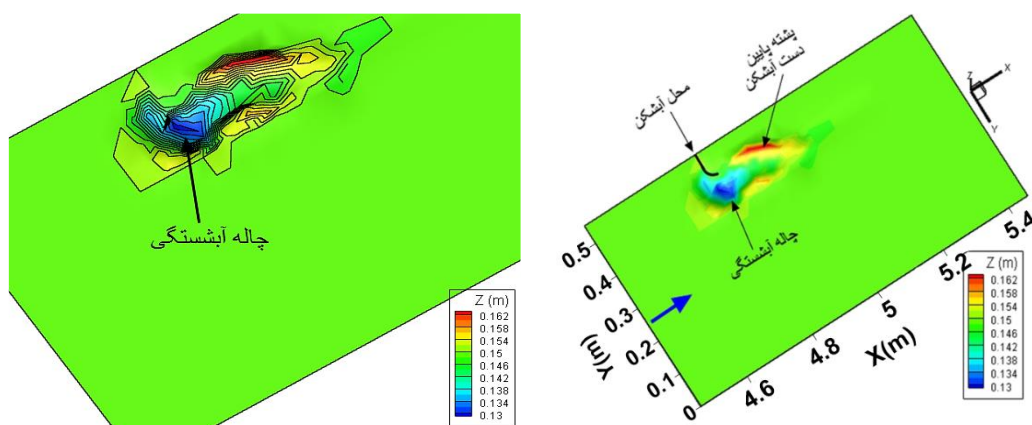 چاله آبشستگی
Z (m)
0.162
0.158
0.154
0.15
0.146
0.142
0.138
0.134
0.13
پشته پایین
دست آبشکن
محل آبشکن
چاله آبشستگی
Z
X
Y
0.5
0.4
0.3
0.2
0.1
0
Y(m)
4.6
4.8
5
5.2
5.4
X(m)
Z (m)
0.162
0.158
0.154
0.15
0.146
0.142
0.138
0.134
0.13